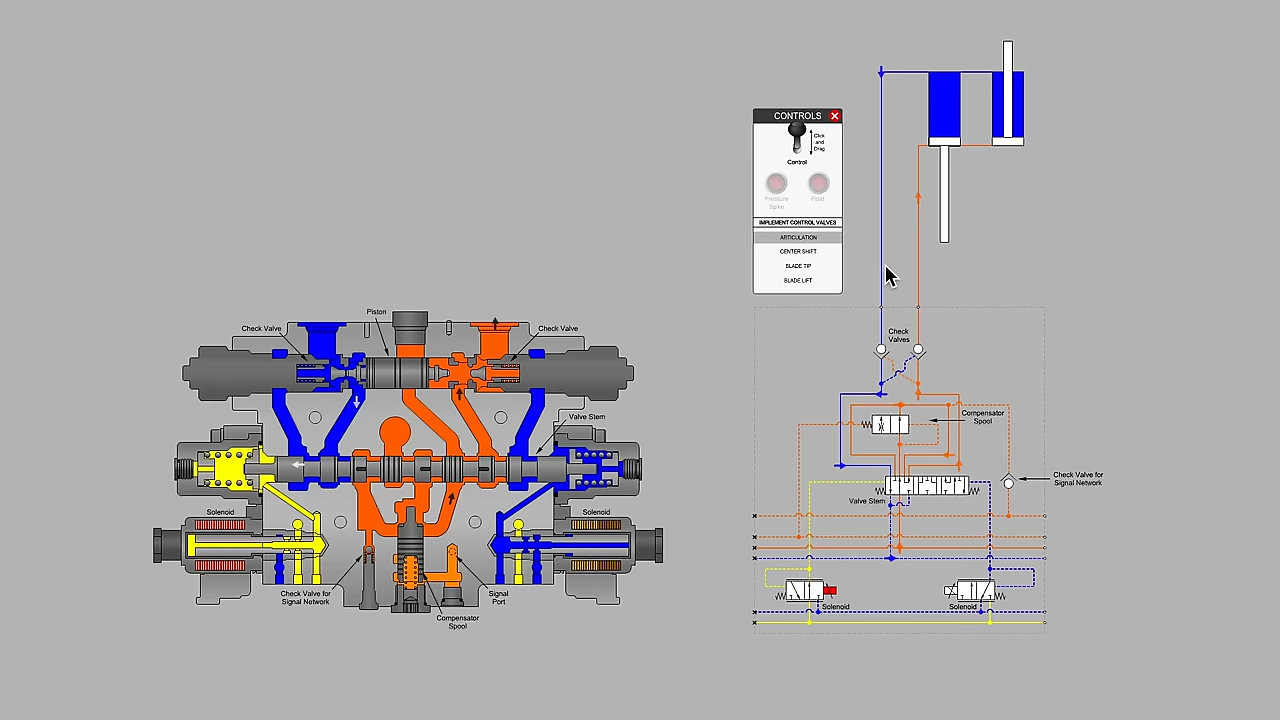 CONTROLS
Click
and
Drag
Control
Pressure
Spike
Float
IMPLEMENT CONTROL VALVES
ARTICULATION
CENTER SHIFT
BLADE TIP
BLADE LIFT
Piston
Check Valve
Check Valve
Valve Stem
Solenoid
Solenoid
Check Valve for
Signal Network
Signal
Port
Compensator
Spool
Check
Valves
Compensator
Spool
Check Valve for
Signal Network
Valve Stem
Solenoid
Solenoid